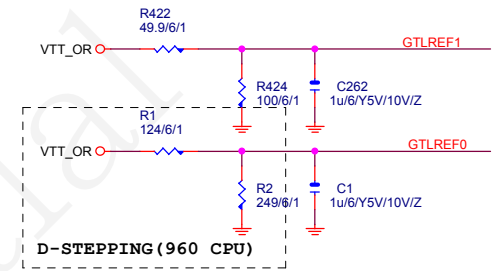 R422
49.9/6/1
GTLREF1
VTT_OR
R424
100/6/1
C262
1u/6/Y5V/10V/Z
R1
124/6/1
GTLREF0
VTT_OR
R2
249/6/1
C1
1u/6/Y5V/10V/Z
D-STEPPING(960 CPU)